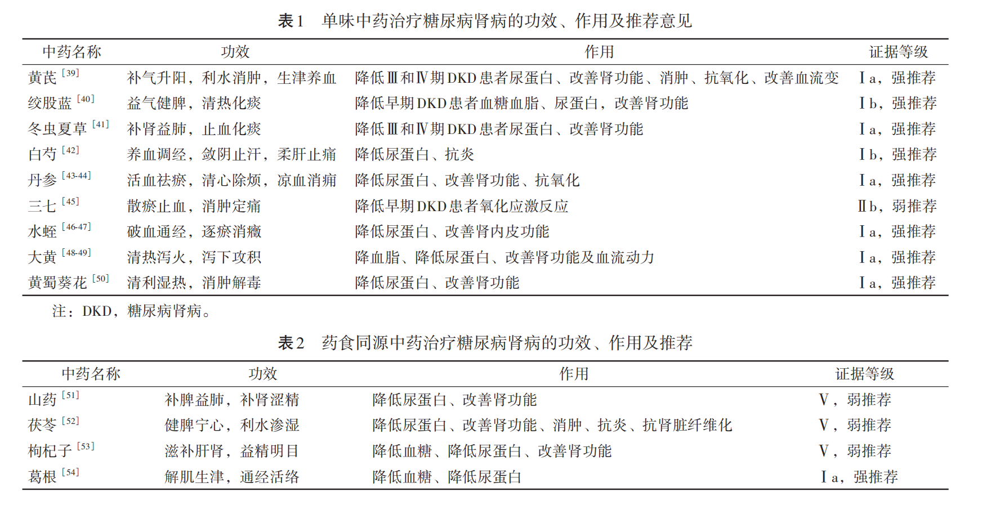 表1 单味中药治疗糖尿病肾病的功效、作用及推荐意见
中药名称 功效 作用 证据等级
黄芪[39] 补气升阳，利水消肿，生津养血 降低Ⅲ和Ⅳ期DKD患者尿蛋白、改善肾功能、消肿、抗氧化、改善血流变 Ⅰa，强推荐
绞股蓝[40] 益气健脾，清热化痰 降低早期DKD患者血糖血脂、尿蛋白，改善肾功能 Ⅰb，强推荐
冬虫夏草[41] 补肾益肺，止血化痰 降低Ⅲ和Ⅳ期DKD患者尿蛋白、改善肾功能 Ⅰa，强推荐
白芍[42] 养血调经，敛阴止汗，柔肝止痛 降低尿蛋白、抗炎 Ⅰb，强推荐
丹参[43-44] 活血祛瘀，清心除烦，凉血消痈 降低尿蛋白、改善肾功能、抗氧化 Ⅰa，强推荐
三七[45] 散瘀止血，消肿定痛 降低早期DKD患者氧化应激反应 Ⅱb，弱推荐
水蛭[46-47] 破血通经，逐瘀消癥 降低尿蛋白、改善肾内皮功能 Ⅰa，强推荐
大黄[48-49] 清热泻火，泻下攻积 降血脂、降低尿蛋白、改善肾功能及血流动力 Ⅰa，强推荐
黄蜀葵花[50] 清利湿热，消肿解毒 降低尿蛋白、改善肾功能 Ⅰa，强推荐
注：DKD，糖尿病肾病。
表2 药食同源中药治疗糖尿病肾病的功效、作用及推荐
中药名称 功效 作用 证据等级
山药[51] 补脾益肺，补肾涩精 降低尿蛋白、改善肾功能 Ⅴ，弱推荐
茯苓[52] 健脾宁心，利水渗湿 降低尿蛋白、改善肾功能、消肿、抗炎、抗肾脏纤维化 Ⅴ，弱推荐
枸杞子[53] 滋补肝肾，益精明目 降低血糖、降低尿蛋白、改善肾功能 Ⅴ，弱推荐
葛根[54] 解肌生津，通经活络 降低血糖、降低尿蛋白 Ⅰa，强推荐